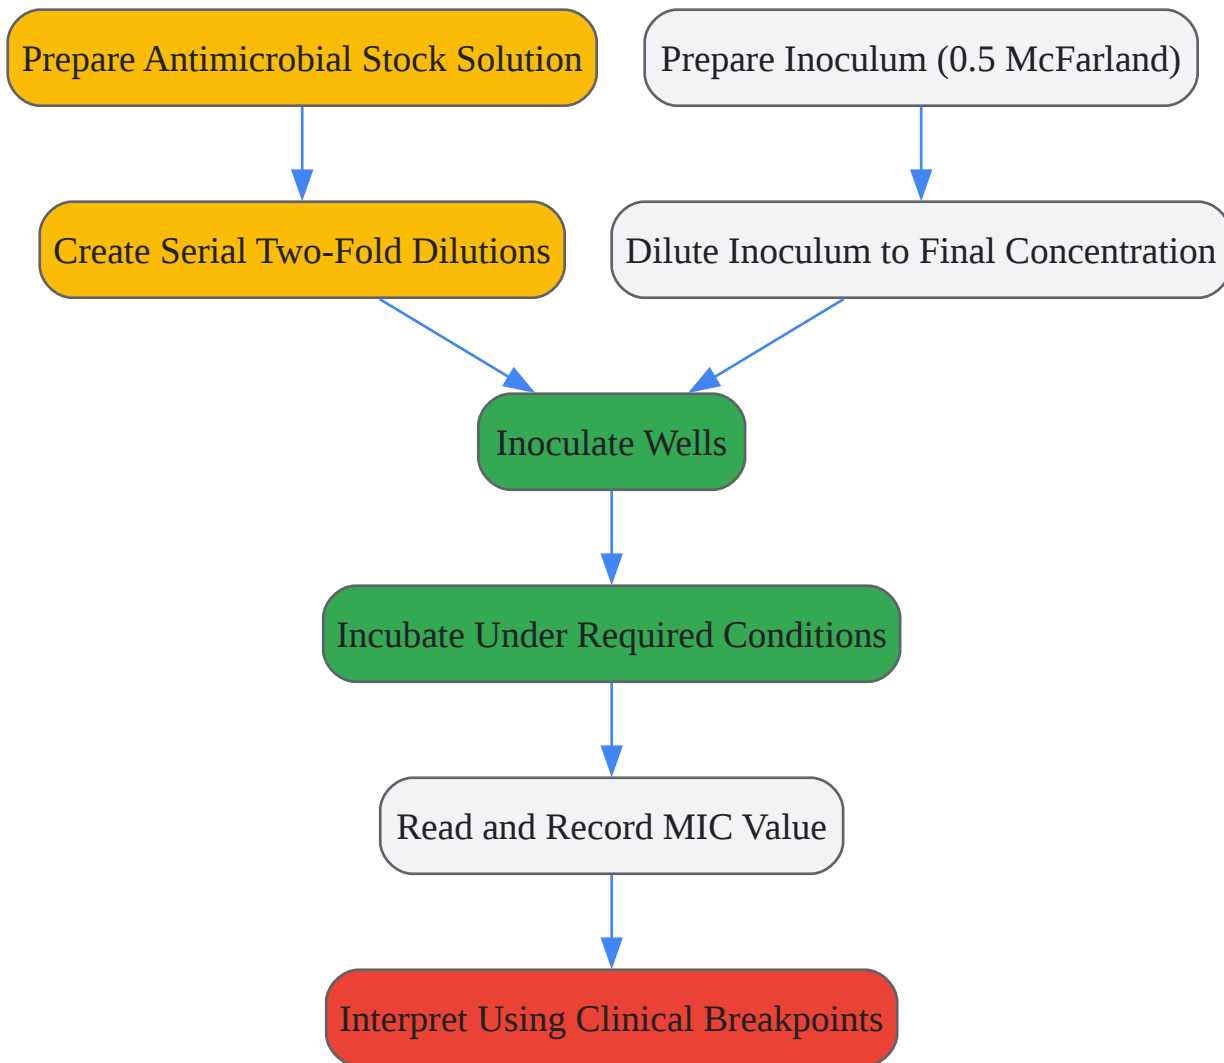 Prepare Antimicrobial Stock Solution
Prepare Inoculum (0.5 McFarland)
Create Serial Two-Fold Dilutions
Dilute Inoculum to Final Concentration
Inoculate Wells
Incubate Under Required Conditions
Read and Record MIC Value
Interpret Using Clinical Breakpoints